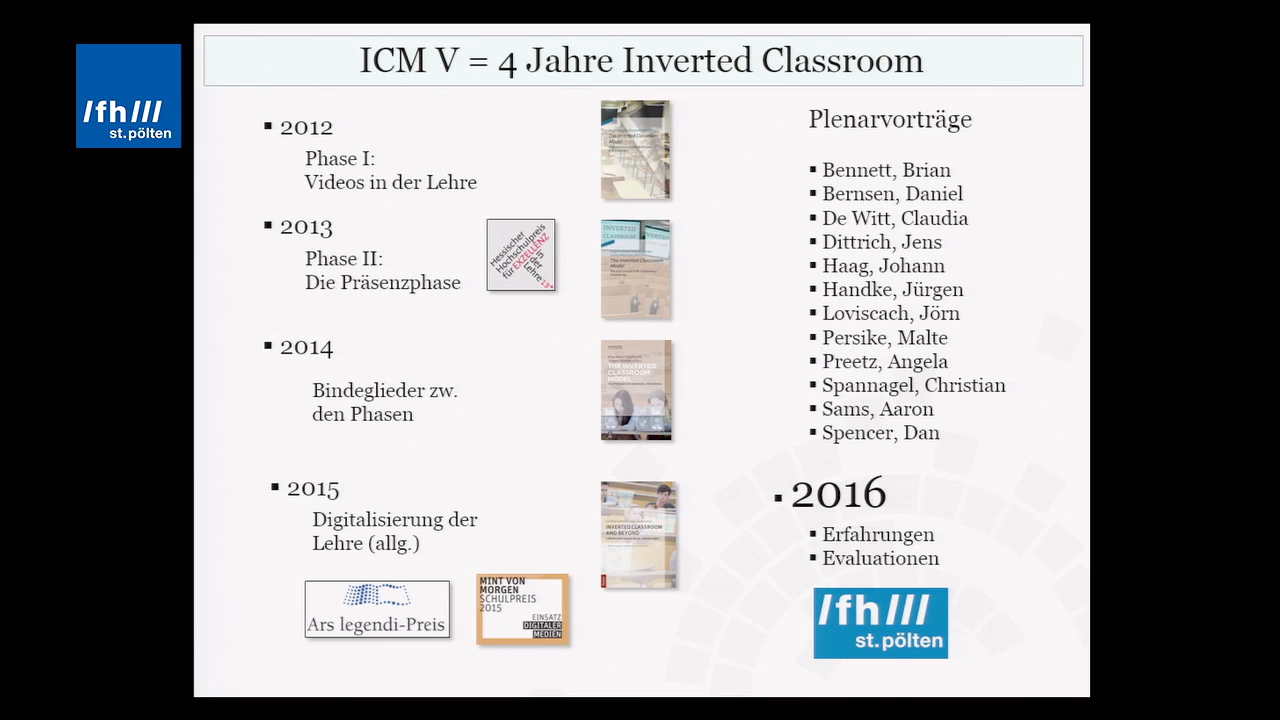 /fh///
st.pölten
ICM V = 4 Jahre Inverted Classroom
▪ 2012
Phase I:
Videos in der Lehre
▪ 2013
Phase II:
Die Präsenzphase
Hessischer
Hochschulpreis
für EXZELLENZ
in der
Lehre 13*
INVERTED
CLASSROOM
The Inverted Classroom
Model
▪ 2014
Bindeglieder zw.
den Phasen
THE INVERTED
CLASSROOM
MODEL
▪ 2015
Digitalisierung der
Lehre (allg.)
INVERTED CLASSROOM
AND BEYOND
Ars legendi-Preis
MINT VON
MORGEN
SCHULPREIS
2015
EINSATZ
DIGITALER
MEDIEN
Plenarvorträge
▪ Bennett, Brian
▪ Bernsen, Daniel
▪ De Witt, Claudia
▪ Dittrich, Jens
▪ Haag, Johann
▪ Handke, Jürgen
▪ Loviscach, Jörn
▪ Persike, Malte
▪ Preetz, Angela
▪ Spannagel, Christian
▪ Sams, Aaron
▪ Spencer, Dan
▪ 2016
▪ Erfahrungen
▪ Evaluationen
/fh///
st.pölten